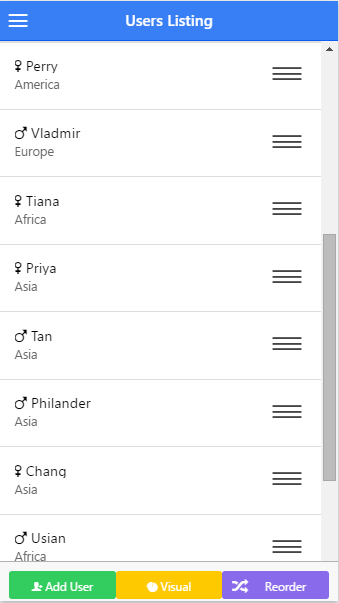 Users Listing
Perry
America
Vladmir
Europe
Tiana
Africa
Priya
Asia
Tan
Asia
Philander
Asia
Chang
Asia
Usian
Africa
Add User
Visual
Reorder